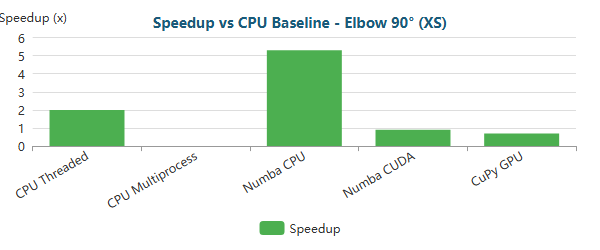 Speedup (x)
Speedup vs CPU Baseline - Elbow 90° (XS)
6
5
4
3
2
1
0
CPU Threaded
CPU Multiprocess
Numba CPU
Numba CUDA
CuPy GPU
Speedup